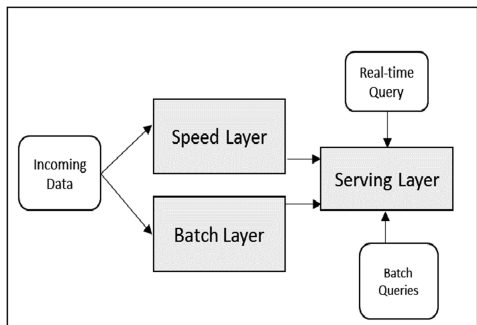 Real-time
Query
Speed Layer
Incoming
Data
Serving Layer
Batch Layer
Batch
Queries